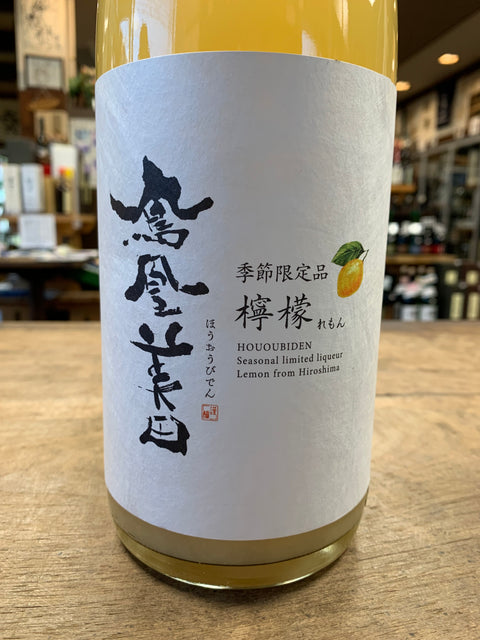 鳳凰美田
ほうおうびでん
季節限定品
檸檬れもん
HOUOUBIDEN
Seasonal limited liqueur
Lemon from Hiroshima